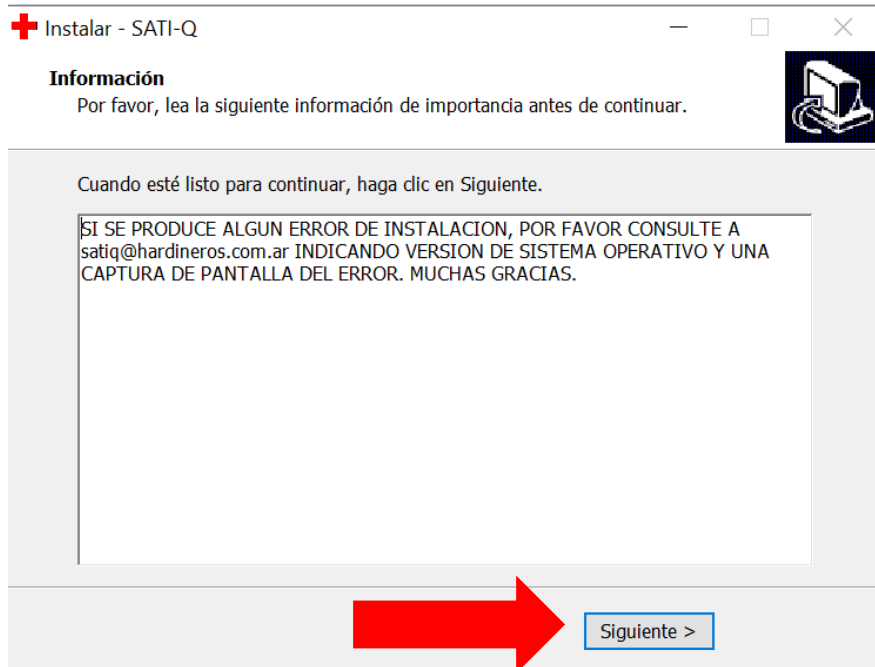 Instalar - SATI-Q
Información
Por favor, lea la siguiente información de importancia antes de continuar.
Cuando esté listo para continuar, haga clic en Siguiente.
SI SE PRODUCE ALGUN ERROR DE INSTALACION, POR FAVOR CONSULTE A
satiq@hardineros.com.ar INDICANDO VERSION DE SISTEMA OPERATIVO Y UNA
CAPTURA DE PANTALLA DEL ERROR. MUCHAS GRACIAS.
Siguiente >